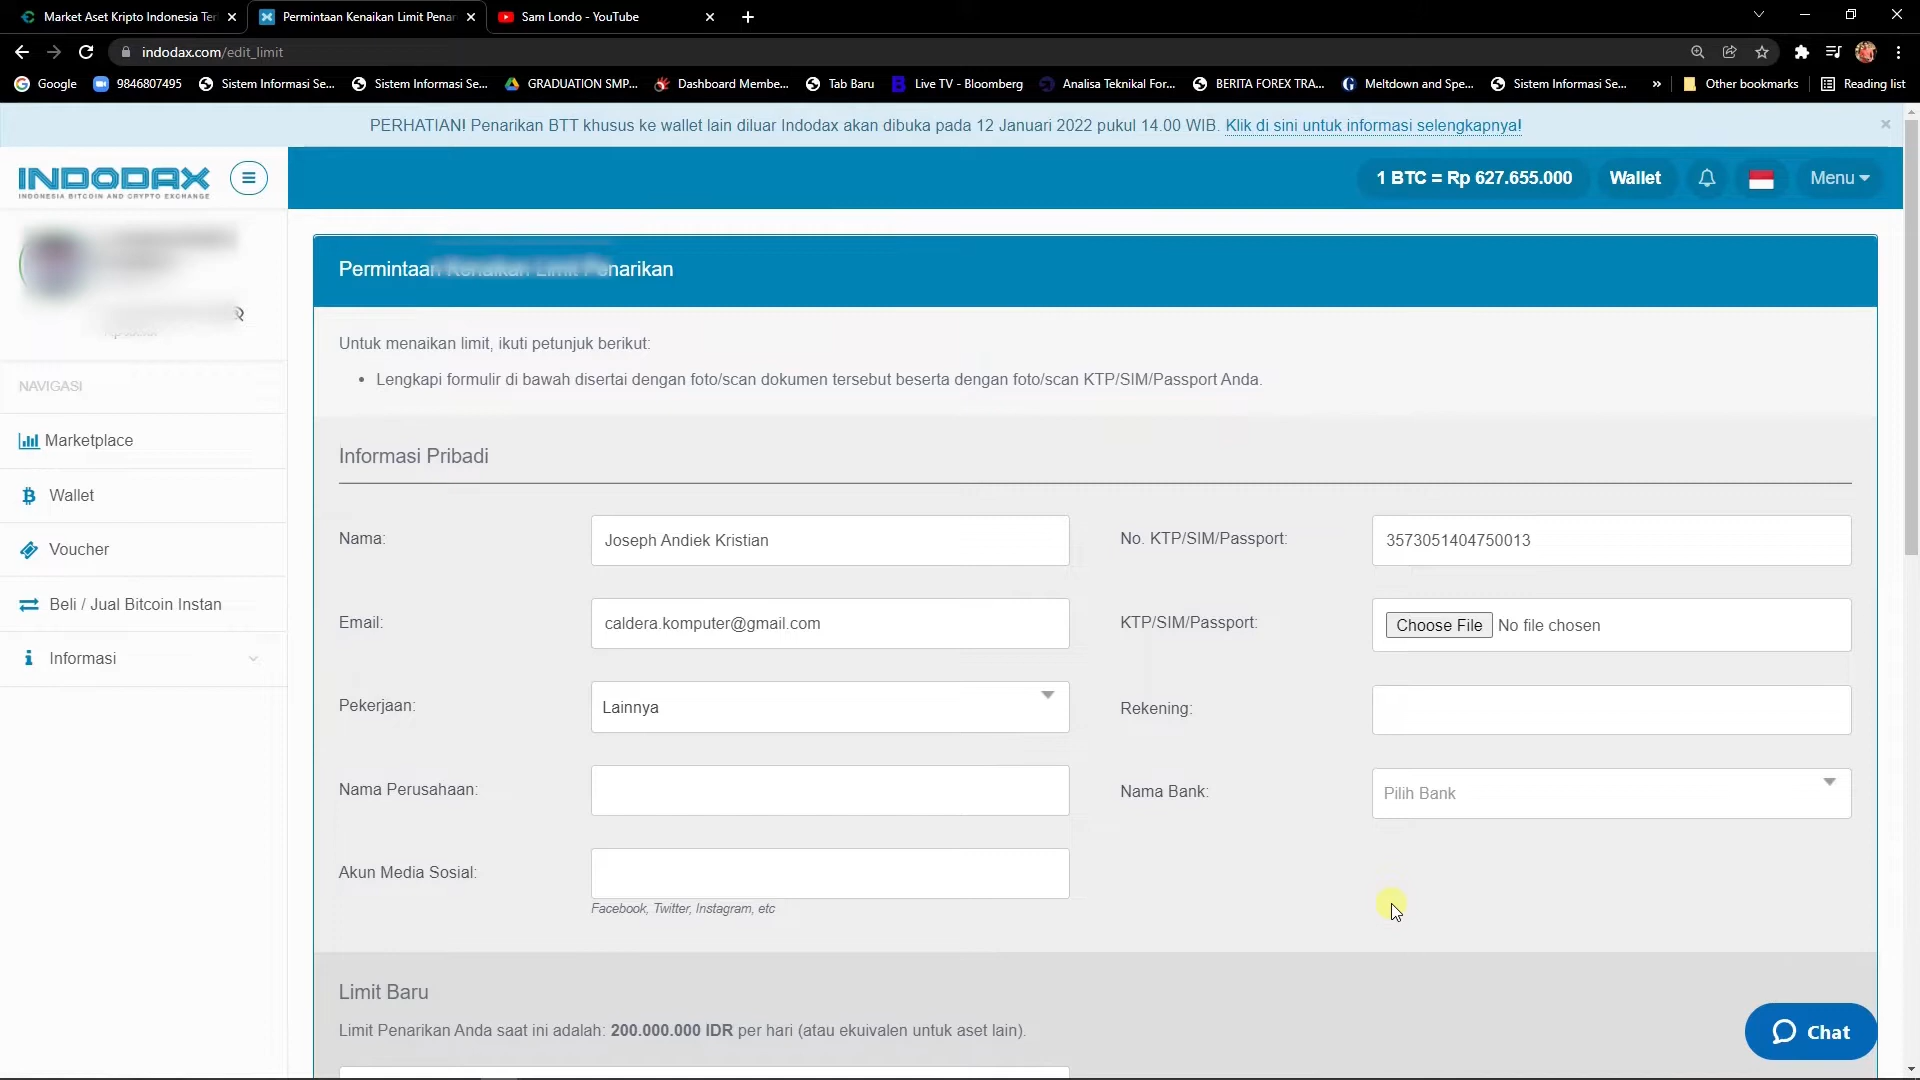 Market Aset Kripto Indonesia Ter
Permintaan Kenaikan Limit Penar
Sam Londo - YouTube
indodax.com/edit_limit
Google
9846807495
Sistem Informasi Se...
Sistem Informasi Se...
GRADUATION SMP...
Dashboard Membe...
Tab Baru
Live TV - Bloomberg
Analisa Teknikal For...
BERITA FOREX TRA...
Meltdown and Spe...
Sistem Informasi Se...
»
Other bookmarks
Reading list
PERHATIAN! Penarikan BTT khusus ke wallet lain diluar Indodax akan dibuka pada 12 Januari 2022 pukul 14.00 WIB. Klik di sini untuk informasi selengkapnya!
INDODAX
INDONESIA BITCOIN AND CRYPTO EXCHANGE
1 BTC = Rp 627.655.000
Wallet
Menu
NAVIGASI
Marketplace
Wallet
Voucher
Beli / Jual Bitcoin Instan
Informasi
Permintaan Kenaikan Limit Penarikan
Untuk menaikan limit, ikuti petunjuk berikut:
• Lengkapi formulir di bawah disertai dengan foto/scan dokumen tersebut beserta dengan foto/scan KTP/SIM/Passport Anda.
Informasi Pribadi
Nama: Joseph Andiek Kristian
No. KTP/SIM/Passport: 3573051404750013
Email: caldera.komputer@gmail.com
KTP/SIM/Passport: Choose File No file chosen
Pekerjaan: Lainnya
Rekening:
Nama Perusahaan:
Nama Bank: Pilih Bank
Akun Media Sosial:
Facebook, Twitter, Instagram, etc
Limit Baru
Limit Penarikan Anda saat ini adalah: 200.000.000 IDR per hari (atau ekuivalen untuk aset lain).
Chat